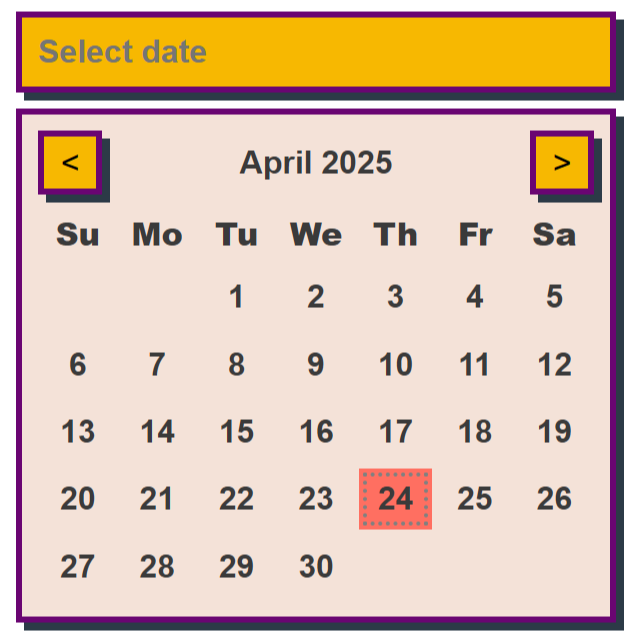 Select date
< April 2025 >
Su Mo Tu We Th Fr Sa
1 2 3 4 5
6 7 8 9 10 11 12
13 14 15 16 17 18 19
20 21 22 23 24 25 26
27 28 29 30